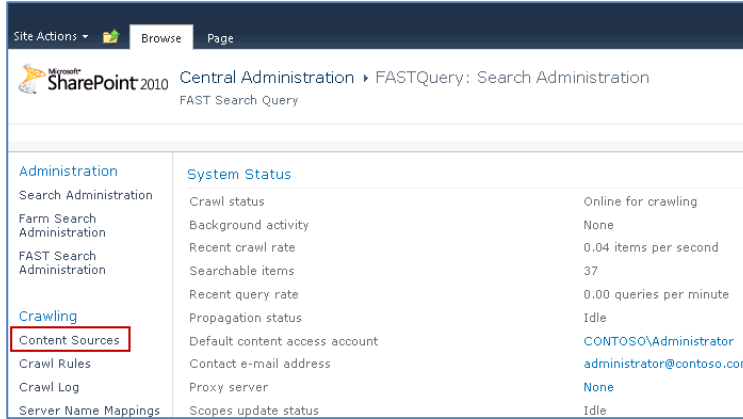 Site Actions
Browse
Page
Microsoft
SharePoint 2010
Central Administration ▸ FASTQuery: Search Administration
FAST Search Query
Administration
Search Administration
Farm Search
Administration
FAST Search
Administration
Crawling
Content Sources
Crawl Rules
Crawl Log
Server Name Mappings
System Status
Crawl status Online for crawling
Background activity None
Recent crawl rate 0.04 items per second
Searchable items 37
Recent query rate 0.00 queries per minute
Propagation status Idle
Default content access account CONTOSO\Administrator
Contact e-mail address administrator@contoso.co
Proxy server None
Scopes update status Idle